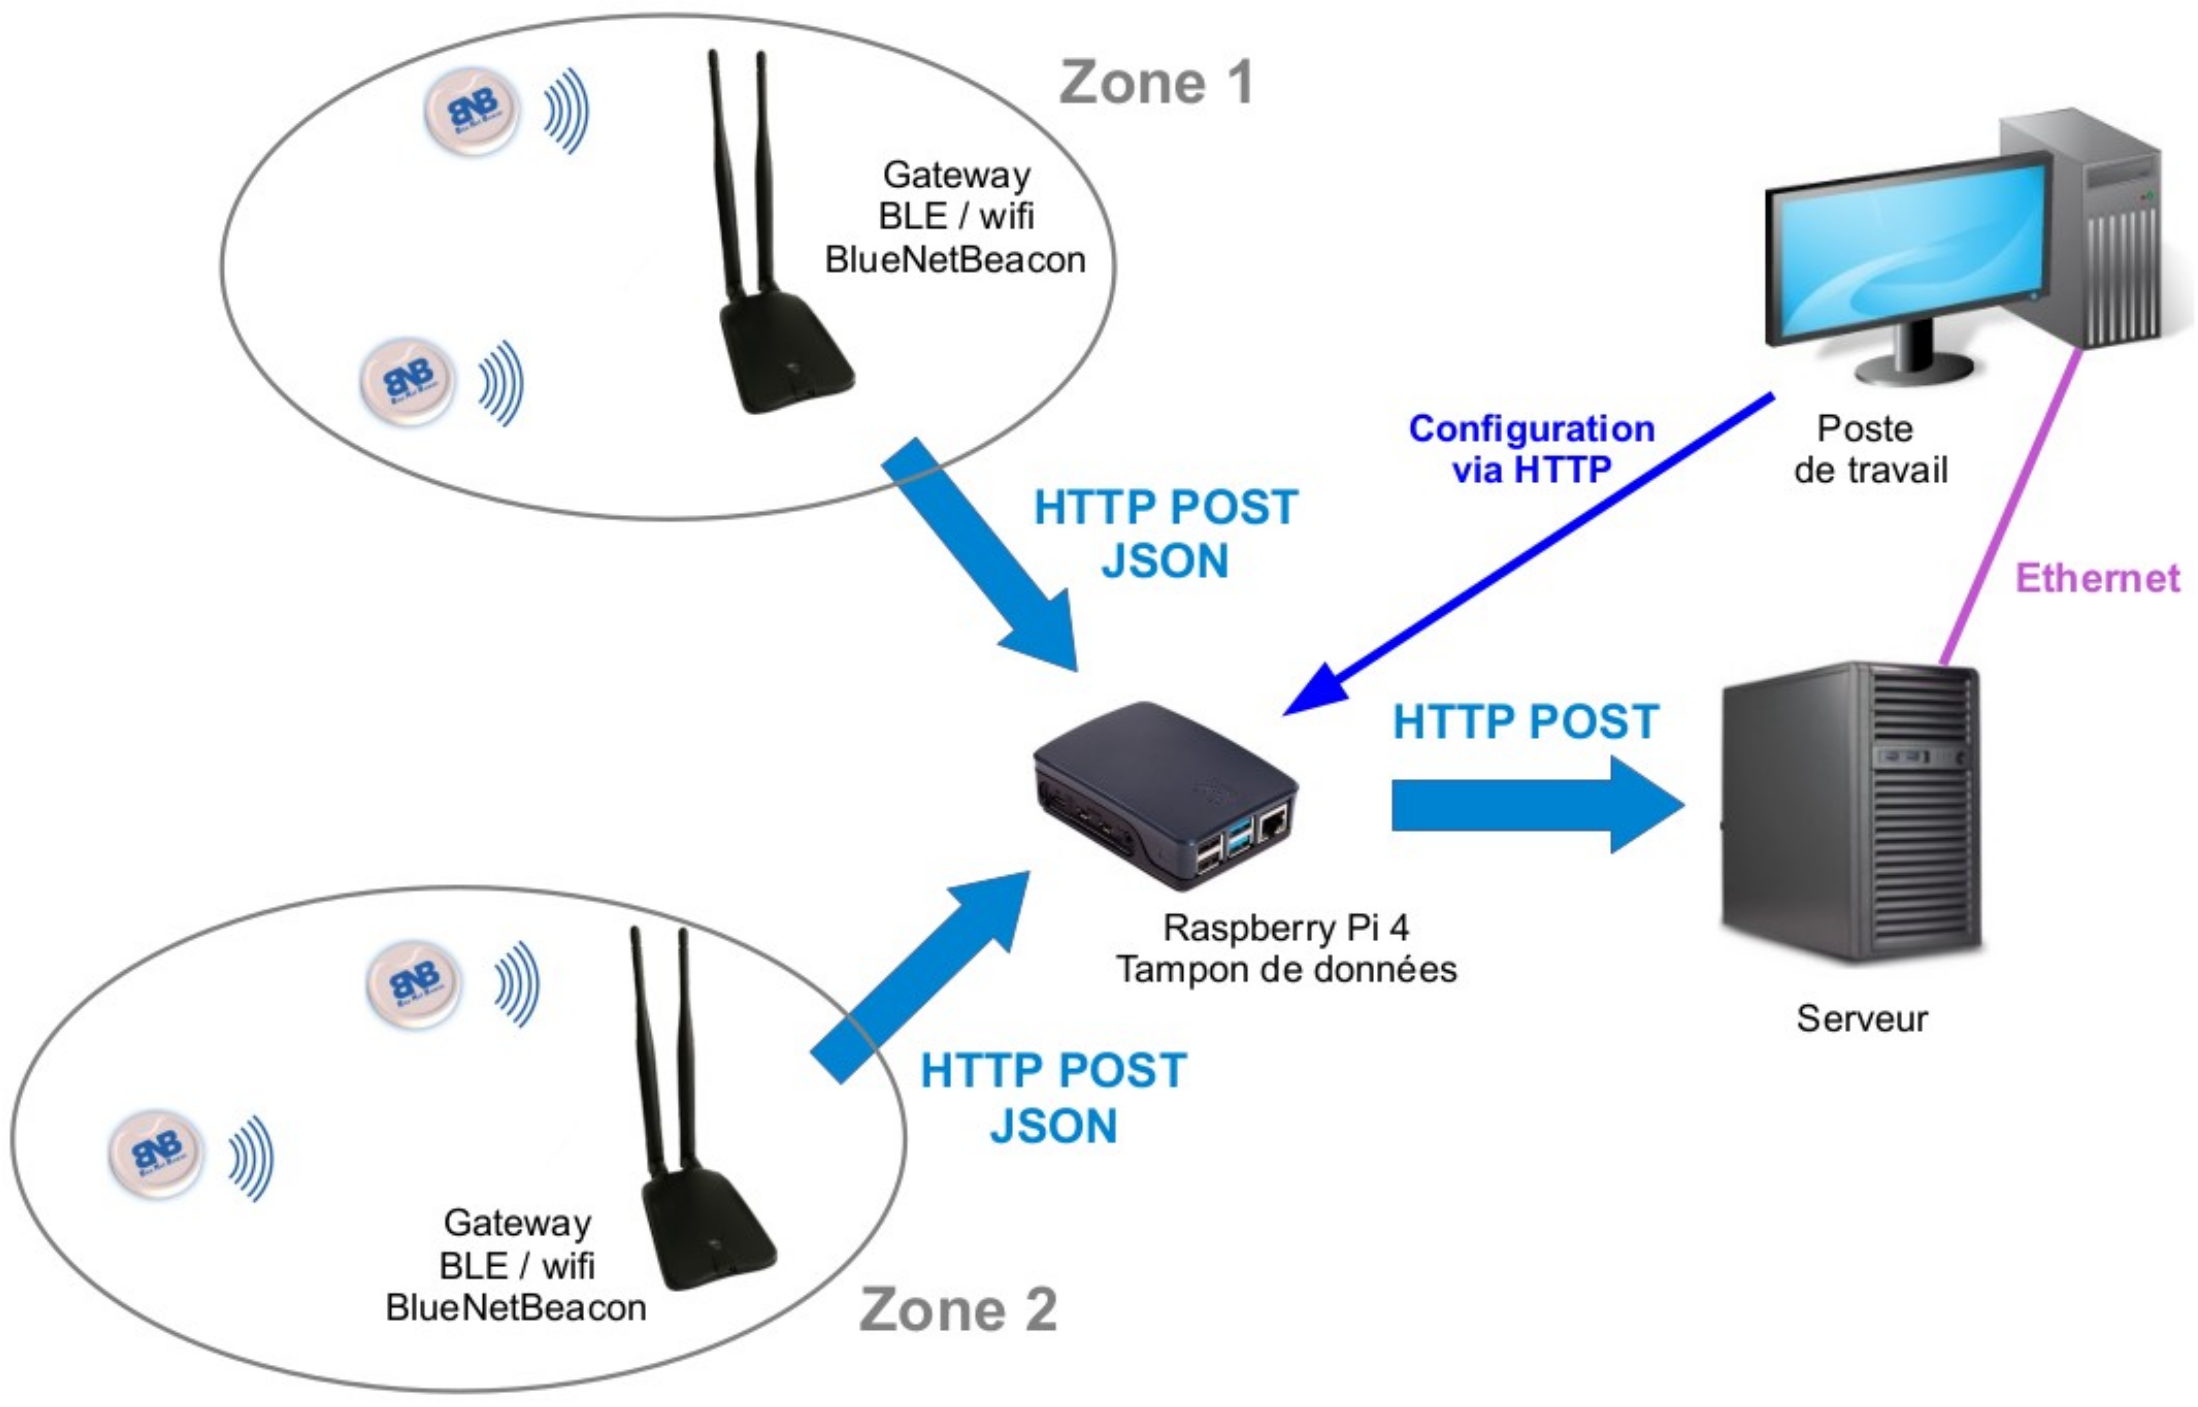 Zone 1
Gateway
BLE / wifi
BlueNetBeacon
BNB
BNB
HTTP POST
JSON
Configuration
via HTTP
Poste
de travail
Ethernet
HTTP POST
Raspberry Pi 4
Tampon de données
Serveur
BNB
BNB
HTTP POST
JSON
Gateway
BLE / wifi
BlueNetBeacon
Zone 2